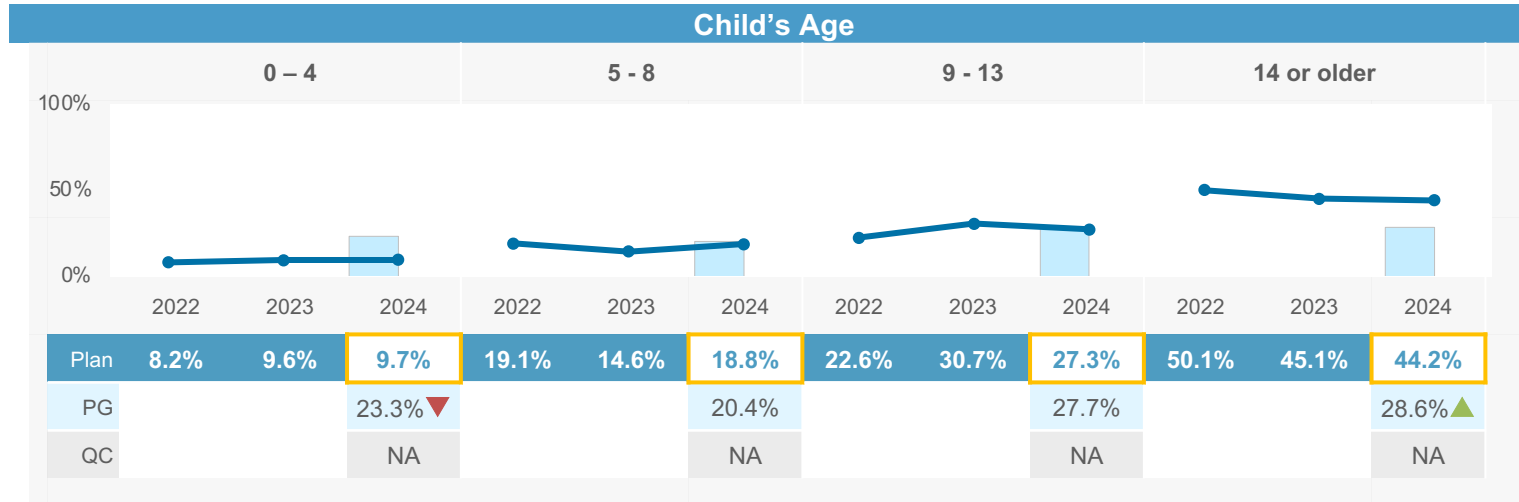 Child’s Age
0 – 4 5 - 8 9 - 13 14 or older
100%
50%
0%
2022 2023 2024 2022 2023 2024 2022 2023 2024 2022 2023 2024
Plan 8.2% 9.6% 9.7% 19.1% 14.6% 18.8% 22.6% 30.7% 27.3% 50.1% 45.1% 44.2%
PG 23.3% 20.4% 27.7% 28.6%
QC NA NA NA NA